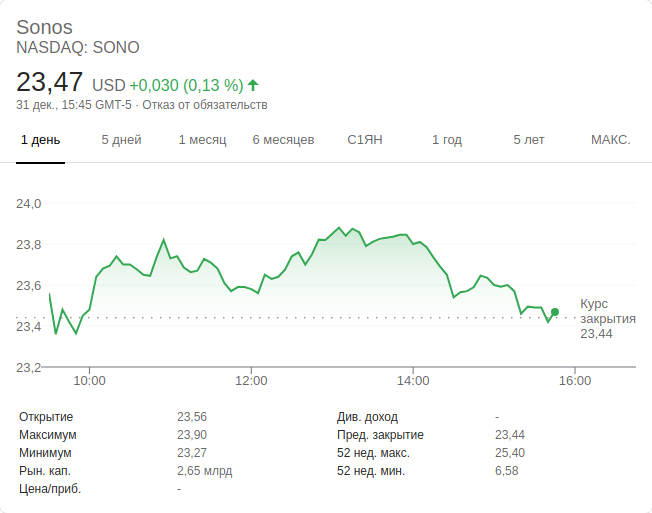 Sonos
NASDAQ: SONO
23,47 USD +0,030 (0,13 %)
31 дек., 15:45 GMT-5 · Отказ от обязательств
1 день 5 дней 1 месяц 6 месяцев С1ЯН 1 год 5 лет МАКС.
24,0
23,8
23,6
23,4
23,2
Курс
закрытия
23,44
10:00 12:00 14:00 16:00
Открытие 23,56 Див. доход -
Максимум 23,90 Пред. закрытие 23,44
Минимум 23,27 52 нед. макс. 25,40
Рын. кап. 2,65 млрд 52 нед. мин. 6,58
Цена/приб. -